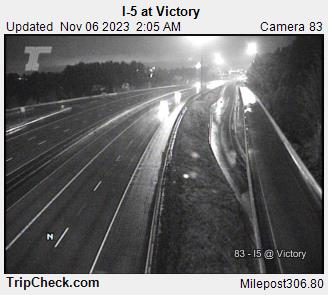 I-5 at Victory
Updated Nov 06 2023 2:05 AM Camera 83
N
83 - I5 @ Victory
TripCheck.com Milepost306.80